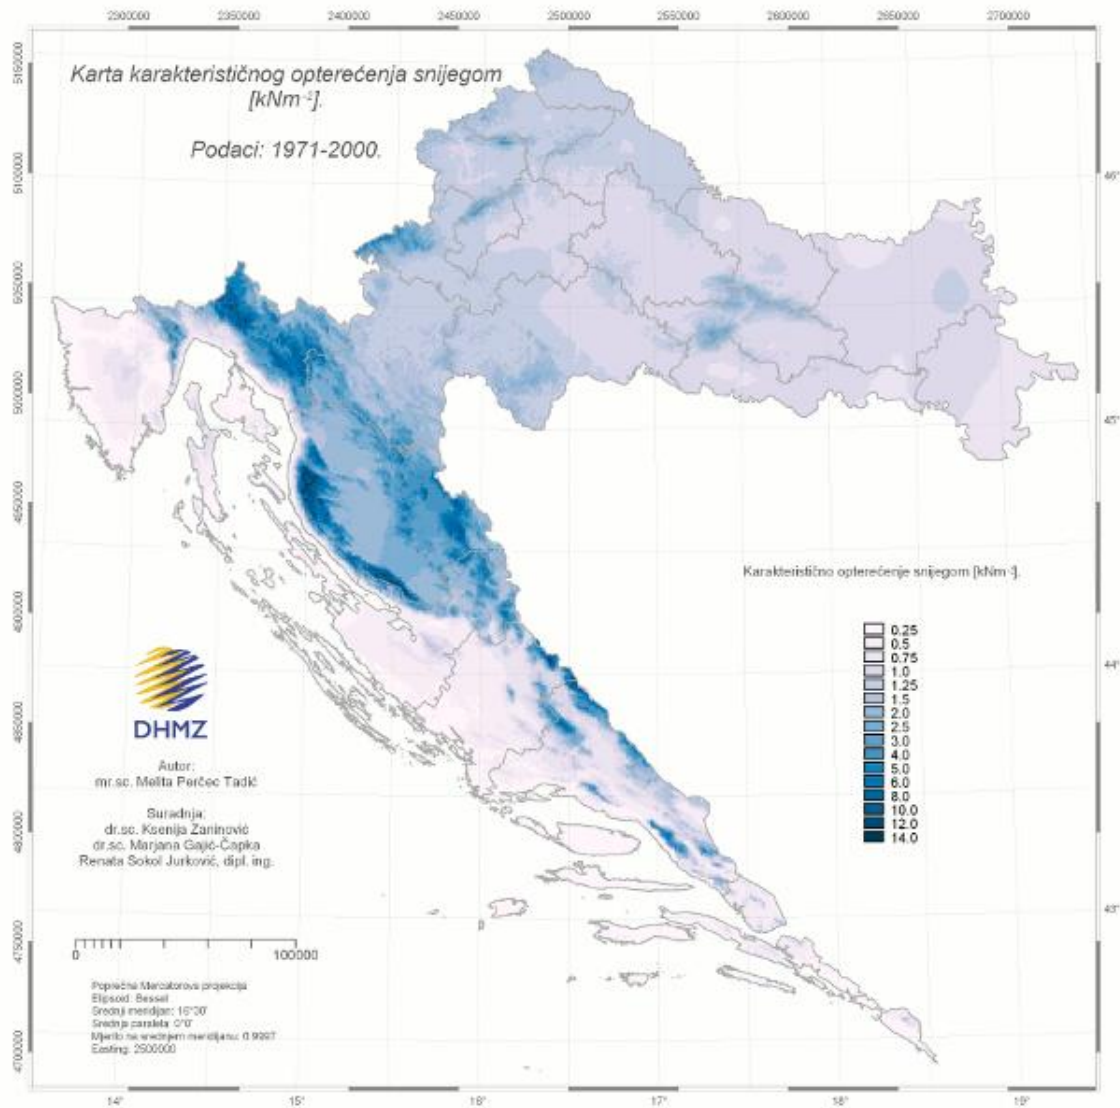 2300000 2350000 2400000 2450000 2500000 2550000 2600000 2650000 2700000
Karta karakterističnog opterećenja snijegom
[kNm⁻²].
Podaci: 1971-2000.
5150000
5100000
5050000
5000000
4950000
4900000
4850000
4800000
4750000
4700000
46°
45°
44°
43°
Karakteristično opterećenje snijegom [kNm⁻²].
0.25
0.5
0.75
1.0
1.25
1.5
2.0
2.5
3.0
4.0
5.0
6.0
8.0
10.0
12.0
14.0
DHMZ
Autor:
mr.sc. Melita Perčec Tadić
Suradnja:
dr.sc. Ksenija Zaninović
dr.sc. Marjana Gajić-Čapka
Renata Sokol Jurković, dipl. ing.
0 100000
Poprečna Mercatorova projekcija
Elipsoid: Bessel
Srednji meridijan: 16°30'
Srednja paralela: 0°0'
Mjerilo na srednjem meridijanu: 0.9997
Easting: 2500000
14° 15° 16° 17° 18° 19°